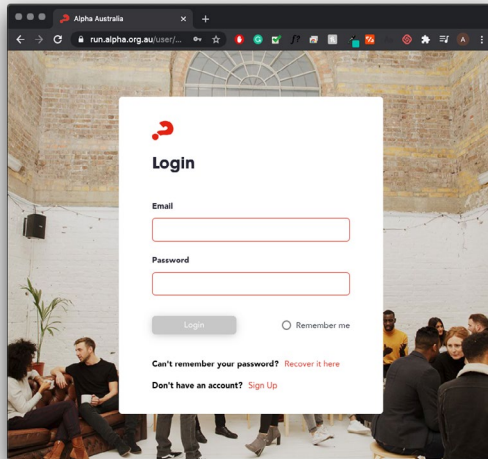 Alpha Australia
run.alpha.org.au/user/...
Login
Email
Password
Login
Remember me
Can't remember your password? Recover it here
Don't have an account? Sign Up